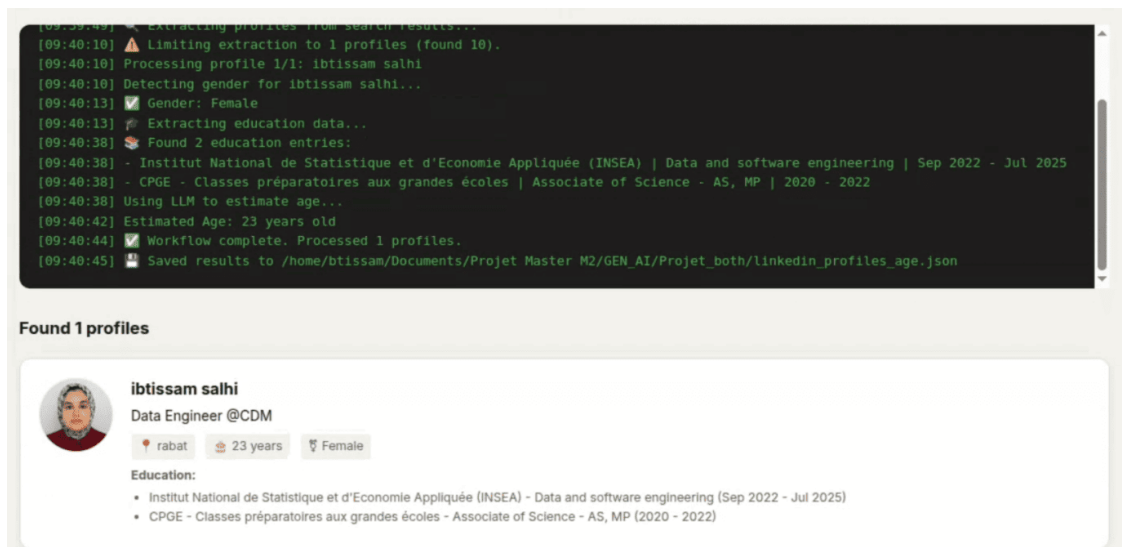 [09:39:49] 🔍 Extracting profiles from search results...
[09:40:10] ⚠️ Limiting extraction to 1 profiles (found 10).
[09:40:10] Processing profile 1/1: ibtissam salhi
[09:40:10] Detecting gender for ibtissam salhi...
[09:40:13] ✅ Gender: Female
[09:40:13] 🎓 Extracting education data...
[09:40:38] 📚 Found 2 education entries:
[09:40:38] - Institut National de Statistique et d'Economie Appliquée (INSEA) | Data and software engineering | Sep 2022 - Jul 2025
[09:40:38] - CPGE - Classes préparatoires aux grandes écoles | Associate of Science - AS, MP | 2020 - 2022
[09:40:38] Using LLM to estimate age...
[09:40:42] Estimated Age: 23 years old
[09:40:44] ✅ Workflow complete. Processed 1 profiles.
[09:40:45] 💾 Saved results to /home/btissam/Documents/Projet Master M2/GEN_AI/Projet_both/linkedin_profiles_age.json
Found 1 profiles
ibtissam salhi
Data Engineer @CDM
📍 rabat 🎂 23 years ⚧ Female
Education:
• Institut National de Statistique et d'Economie Appliquée (INSEA) - Data and software engineering (Sep 2022 - Jul 2025)
• CPGE - Classes préparatoires aux grandes écoles - Associate of Science - AS, MP (2020 - 2022)